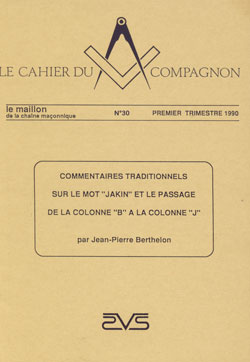 LE CAHIER DU COMPAGNON
le maillon
de la chaîne maçonnique
N°30
PREMIER TRIMESTRE 1990
COMMENTAIRES TRADITIONNELS
SUR LE MOT "JAKIN" ET LE PASSAGE
DE LA COLONNE "B" A LA COLONNE "J"
par Jean-Pierre Berthelon